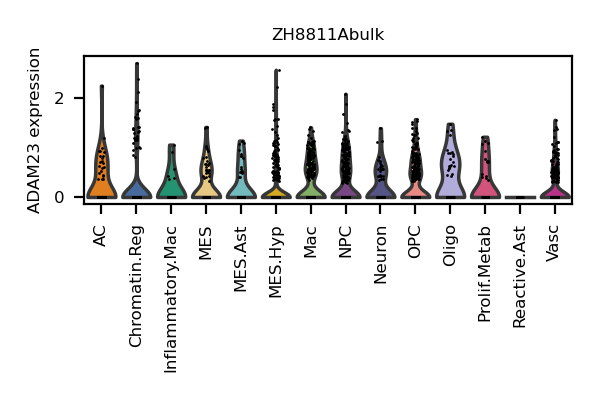 ZH8811Abulk
ADAM23 expression
2
0
AC
Chromatin.Reg
Inflammatory.Mac
MES
MES.Ast
MES.Hyp
Mac
NPC
Neuron
OPC
Oligo
Prolif.Metab
Reactive.Ast
Vasc